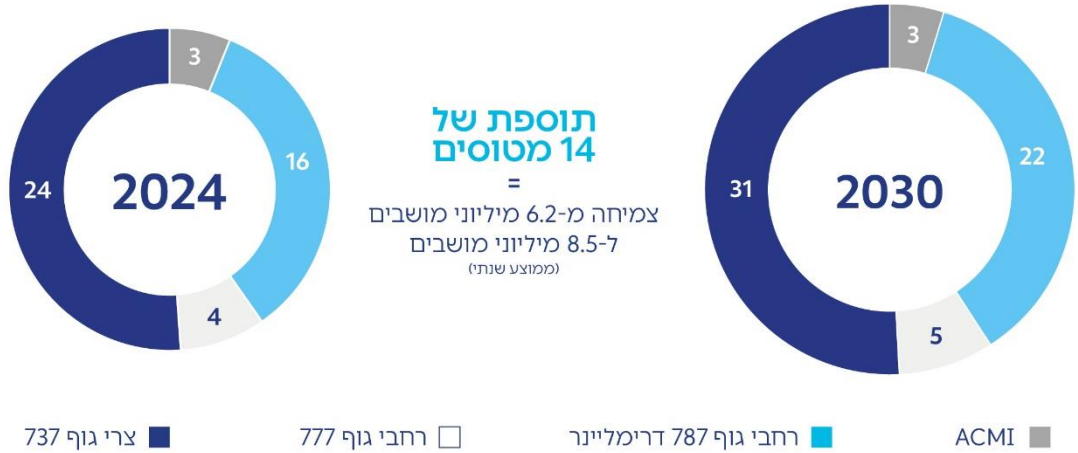 3
16
4
24
2024
תוספת של
14 מטוסים
=
צמיחה מ-6.2 מיליוני מושבים
ל-8.5 מיליוני מושבים
(ממוצע שנתי)
3
22
5
31
2030
ACMI
רחבי גוף 787 דרימליינר
רחבי גוף 777
צרי גוף 737